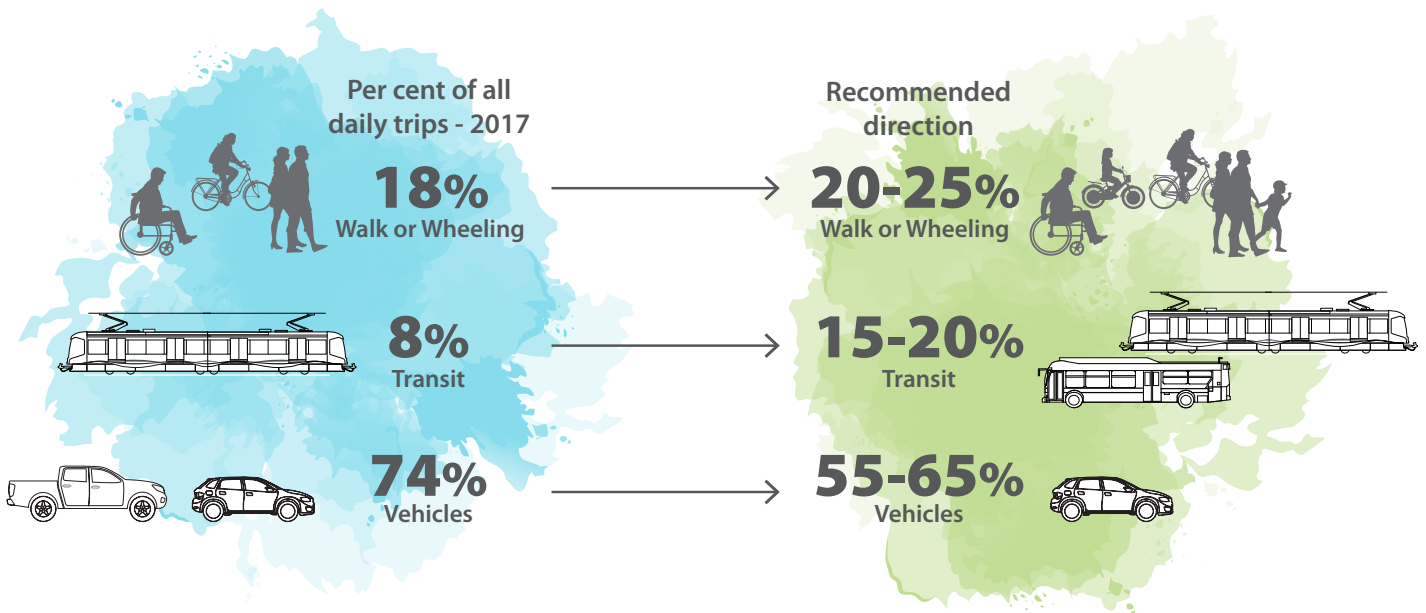 Per cent of all
daily trips - 2017
18%
Walk or Wheeling
8%
Transit
74%
Vehicles
Recommended
direction
20-25%
Walk or Wheeling
15-20%
Transit
55-65%
Vehicles